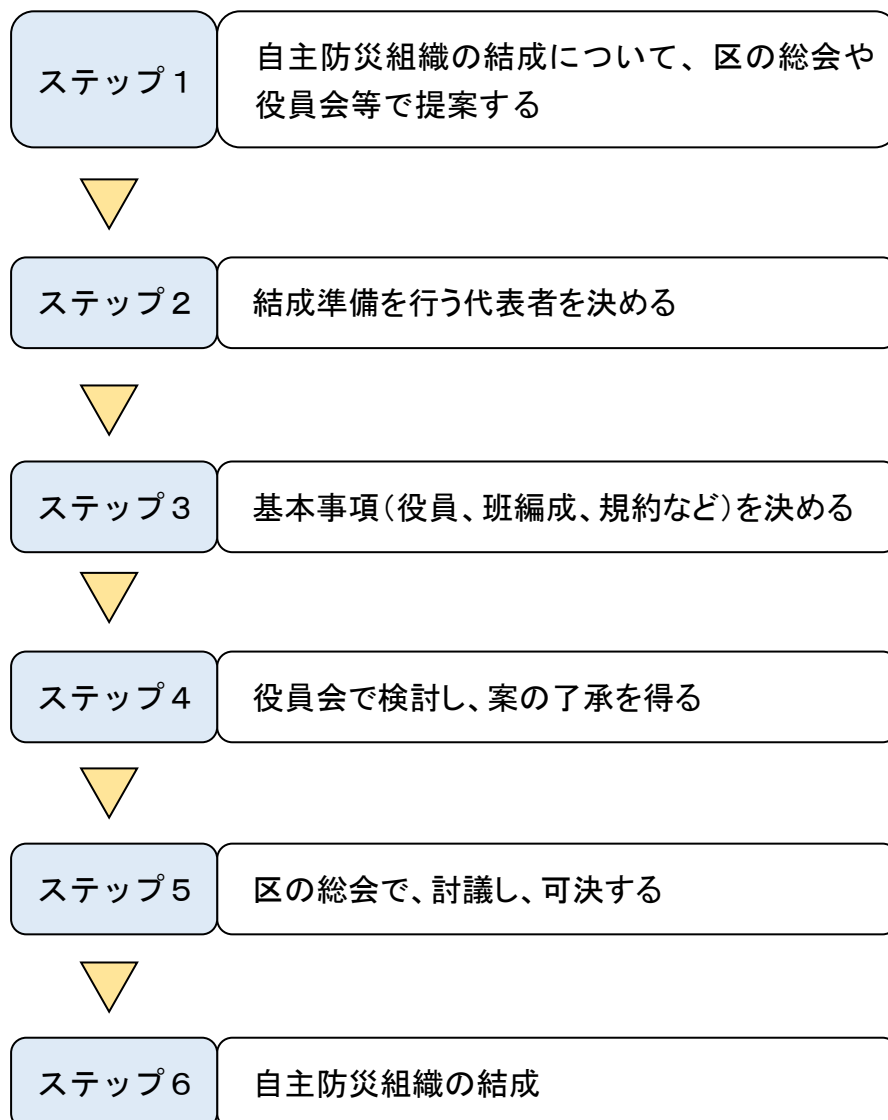 ステップ1
自主防災組織の結成について、区の総会や
役員会等で提案する
ステップ2
結成準備を行う代表者を決める
ステップ3
基本事項(役員、班編成、規約など)を決める
ステップ4
役員会で検討し、案の了承を得る
ステップ5
区の総会で、討議し、可決する
ステップ6
自主防災組織の結成